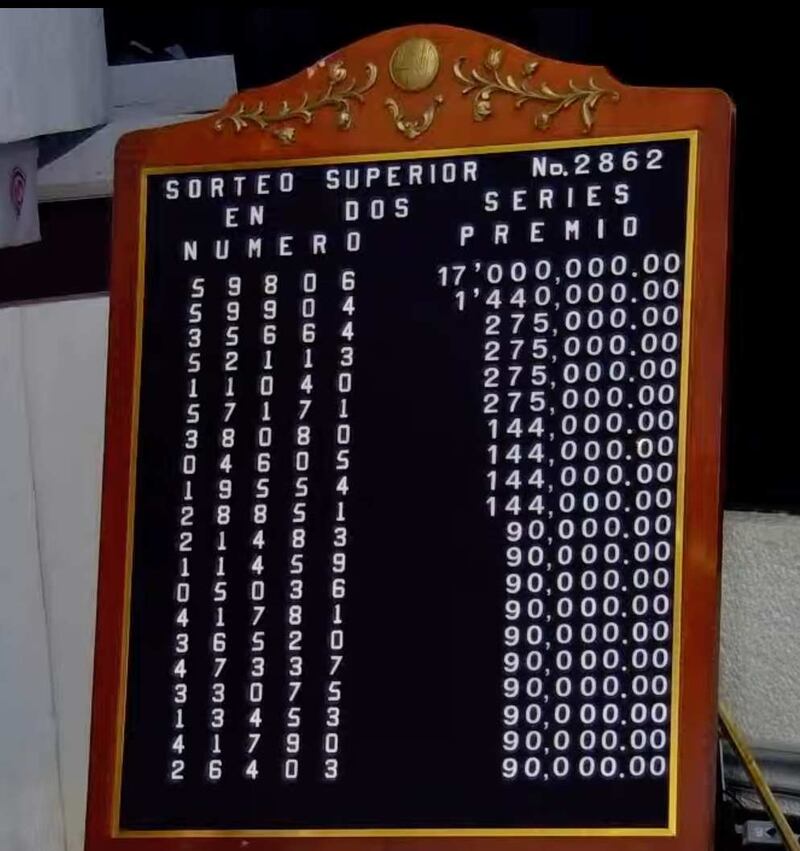 SORTEO SUPERIOR No.2862
EN DOS SERIES
NUMERO PREMIO
5 9 8 0 6 17'000,000.00
5 9 9 0 4 1'440,000.00
3 5 6 6 4 275,000.00
5 2 1 1 3 275,000.00
1 1 0 4 0 275,000.00
5 7 1 7 1 275,000.00
3 8 0 8 0 144,000.00
0 4 6 0 5 144,000.00
1 9 5 5 4 144,000.00
2 8 8 5 1 144,000.00
2 1 4 8 3 90,000.00
1 1 4 5 9 90,000.00
0 5 0 3 6 90,000.00
4 1 7 8 1 90,000.00
3 6 5 2 0 90,000.00
4 7 3 3 7 90,000.00
3 3 0 7 5 90,000.00
1 3 4 5 3 90,000.00
4 1 7 9 0 90,000.00
2 6 4 0 3 90,000.00